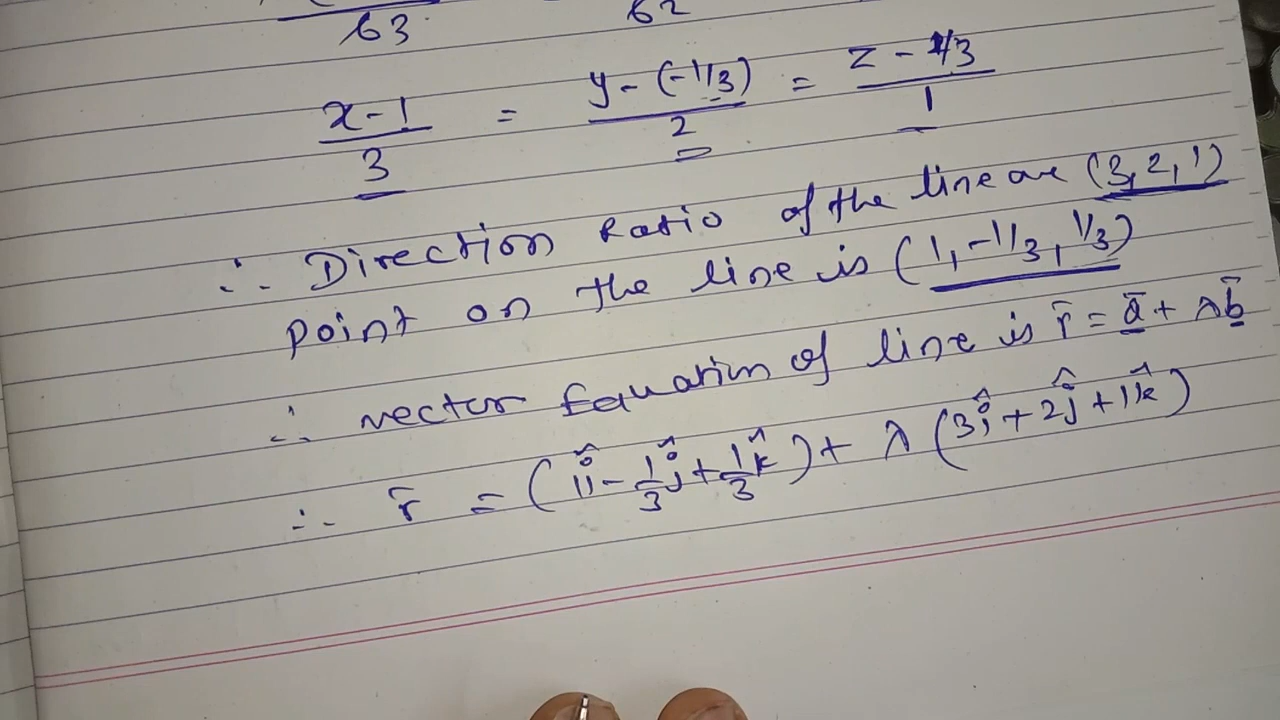 63 62
x-1/3 = y-(-1/3)/2 = z-1/3/1
∴ Direction Ratio of the line are (3,2,1)
point on the line is (1,-1/3,1/3)
∴ vector Equation of line is r̄ = ā + λb̄
∴ r̄ = (1î - 1/3ĵ + 1/3k̂) + λ(3î + 2ĵ + 1k̂)